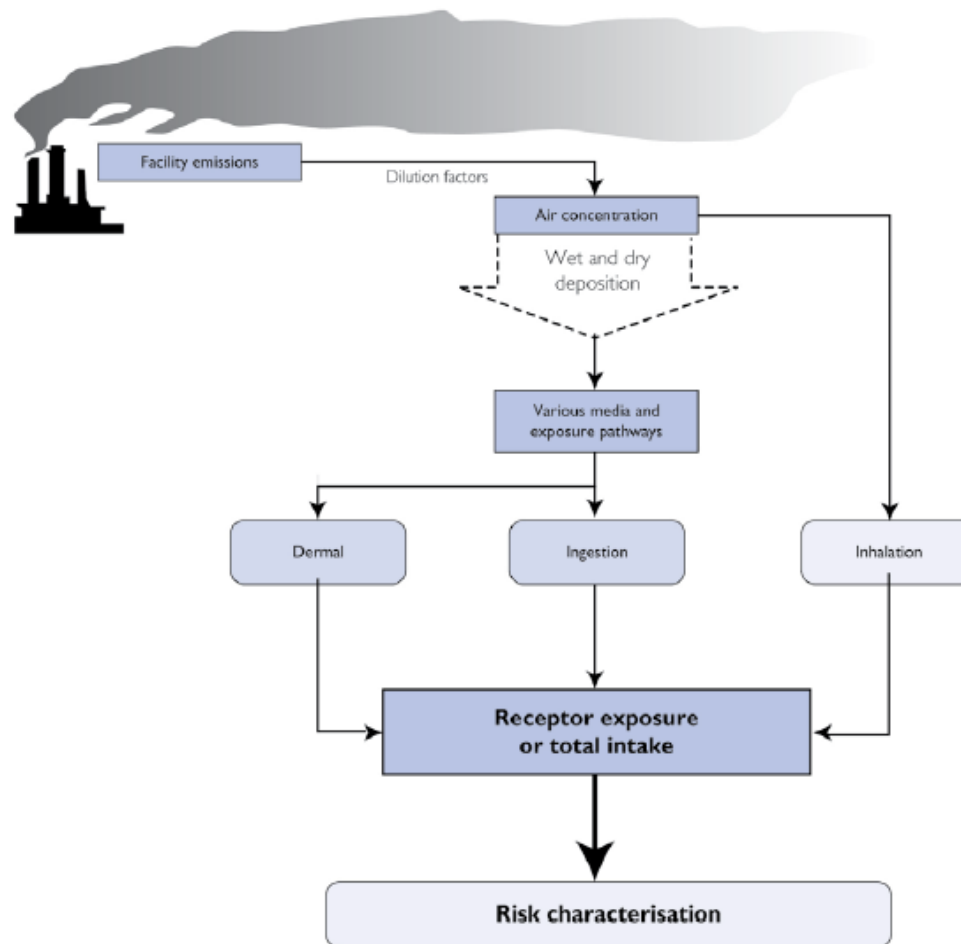 Facility emissions
Dilution factors
Air concentration
Wet and dry
deposition
Various media and
exposure pathways
Dermal
Ingestion
Inhalation
Receptor exposure
or total intake
Risk characterisation